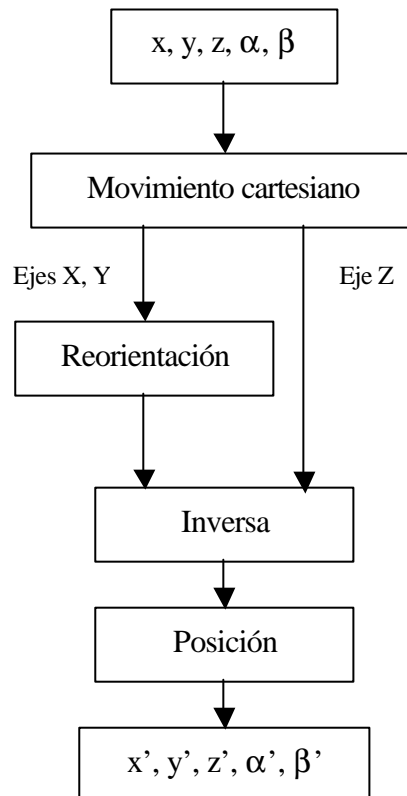 x, y, z, α, β
Movimiento cartesiano
Ejes X, Y
Eje Z
Reorientación
Inversa
Posición
x’, y’, z’, α’, β’